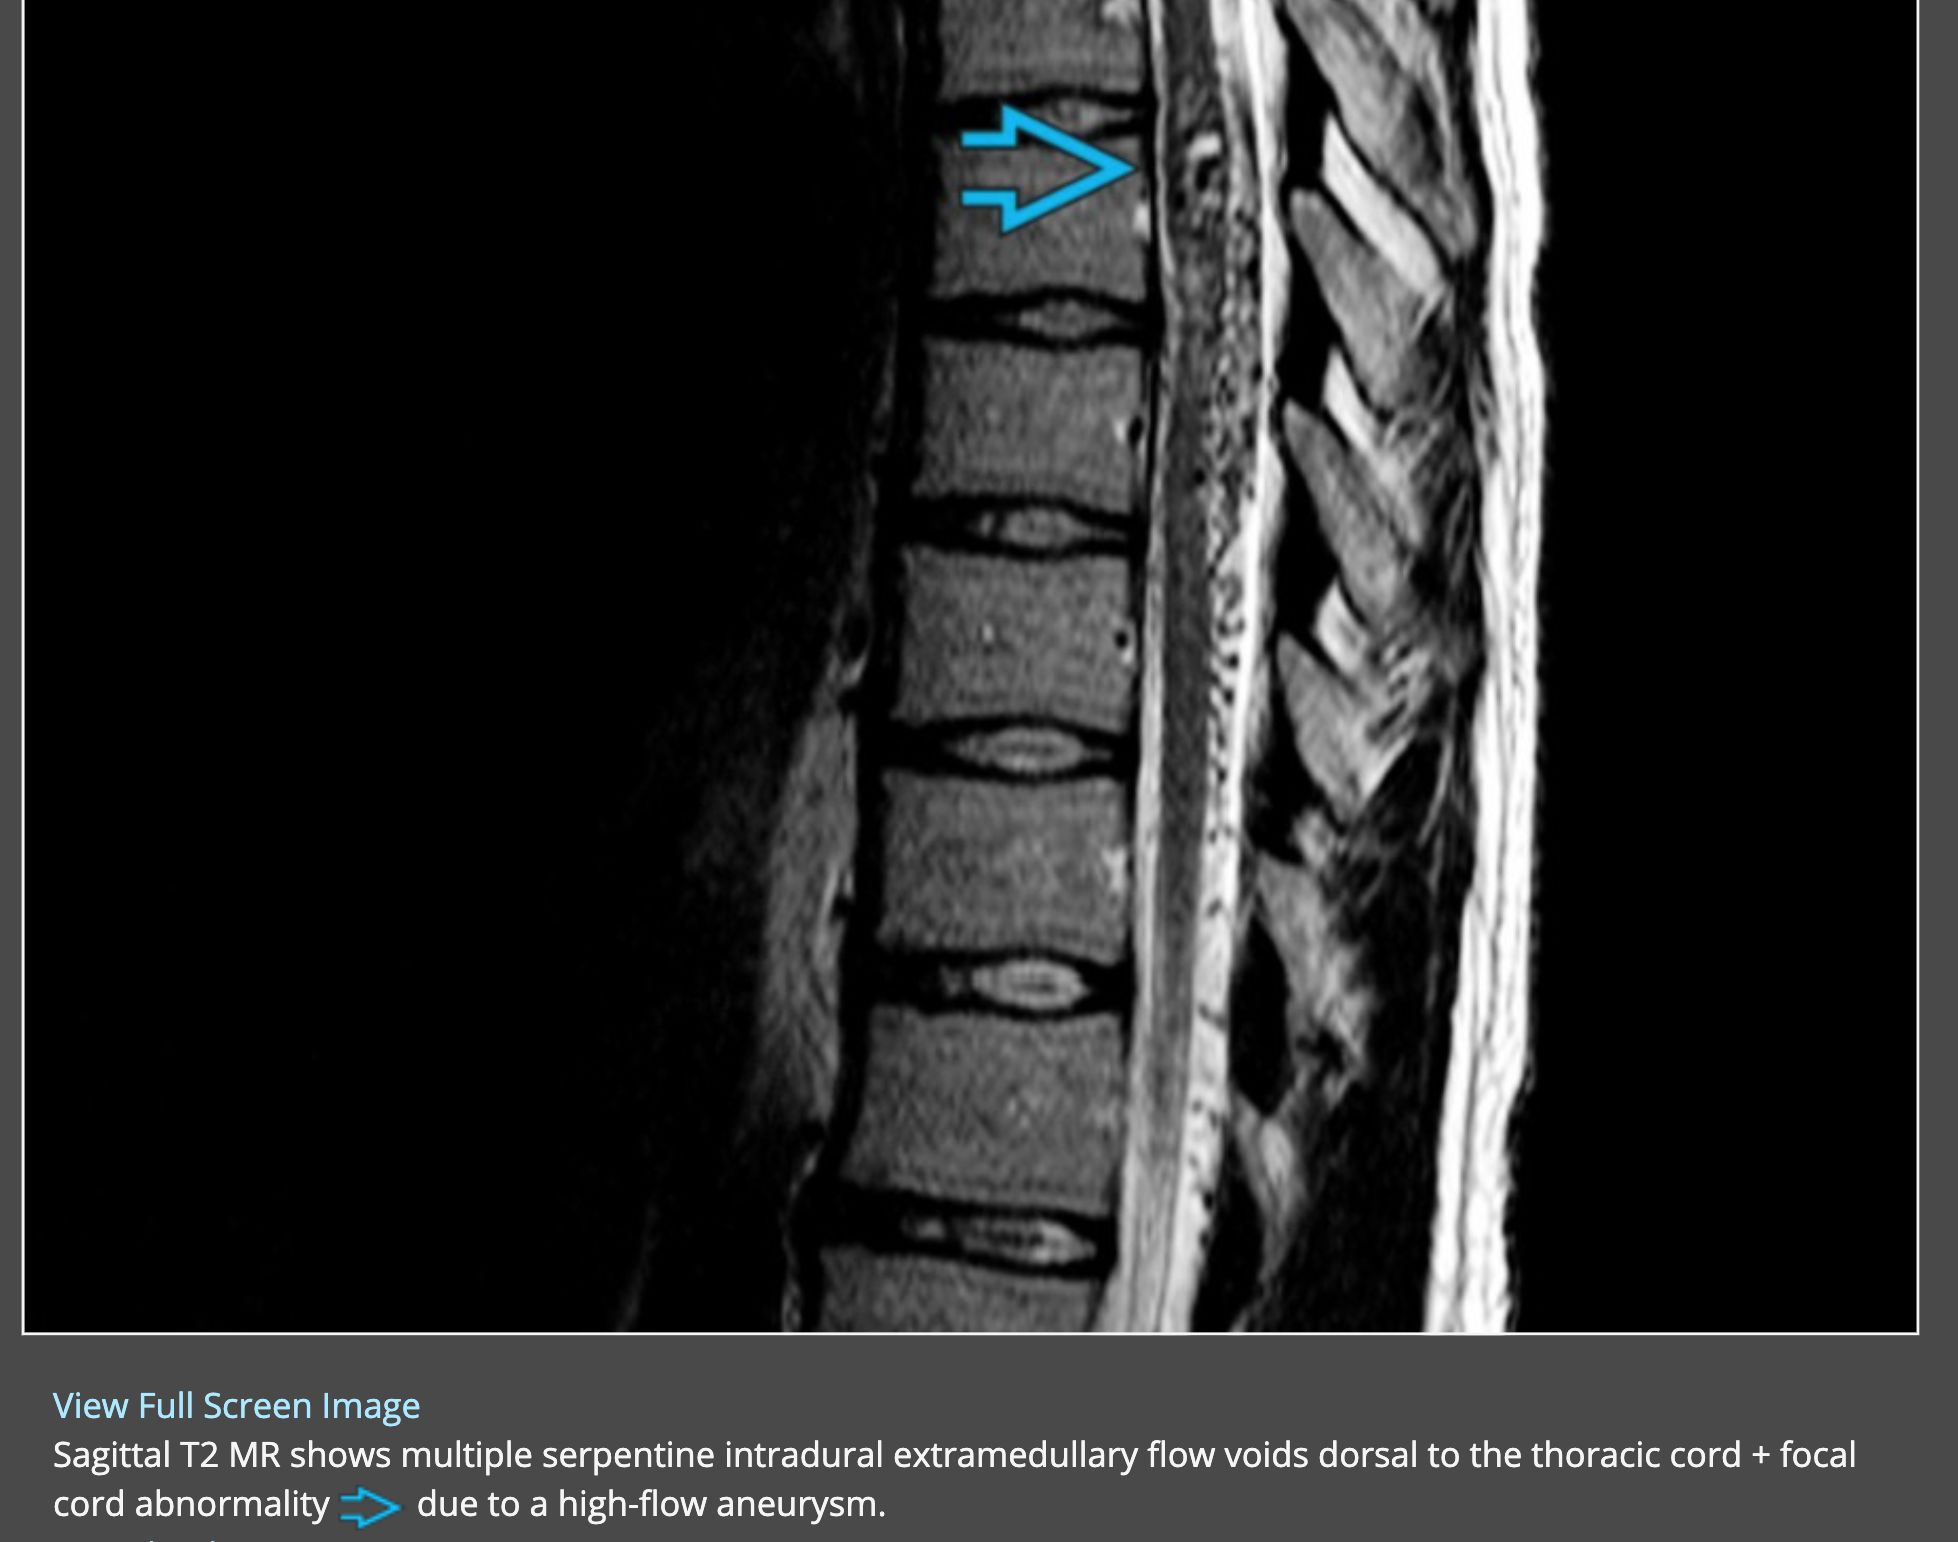 View Full Screen Image
Sagittal T2 MR shows multiple serpentine intradural extramedullary flow voids dorsal to the thoracic cord + focal
cord abnormality due to a high-flow aneurysm.